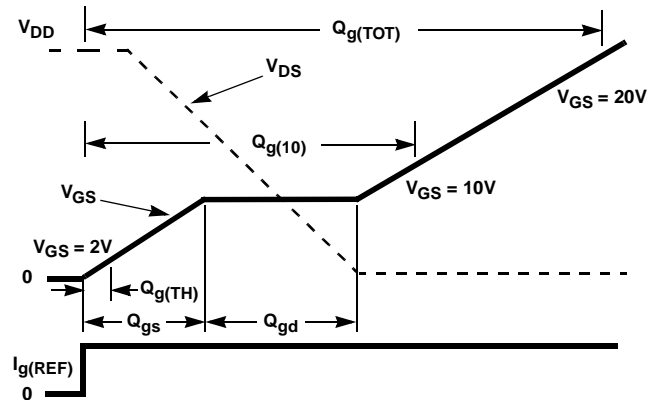 V_DD
Q_g(TOT)
V_DS
V_GS = 20V
Q_g(10)
V_GS
V_GS = 10V
V_GS = 2V
0
Q_g(TH)
Q_gs
Q_gd
I_g(REF)
0